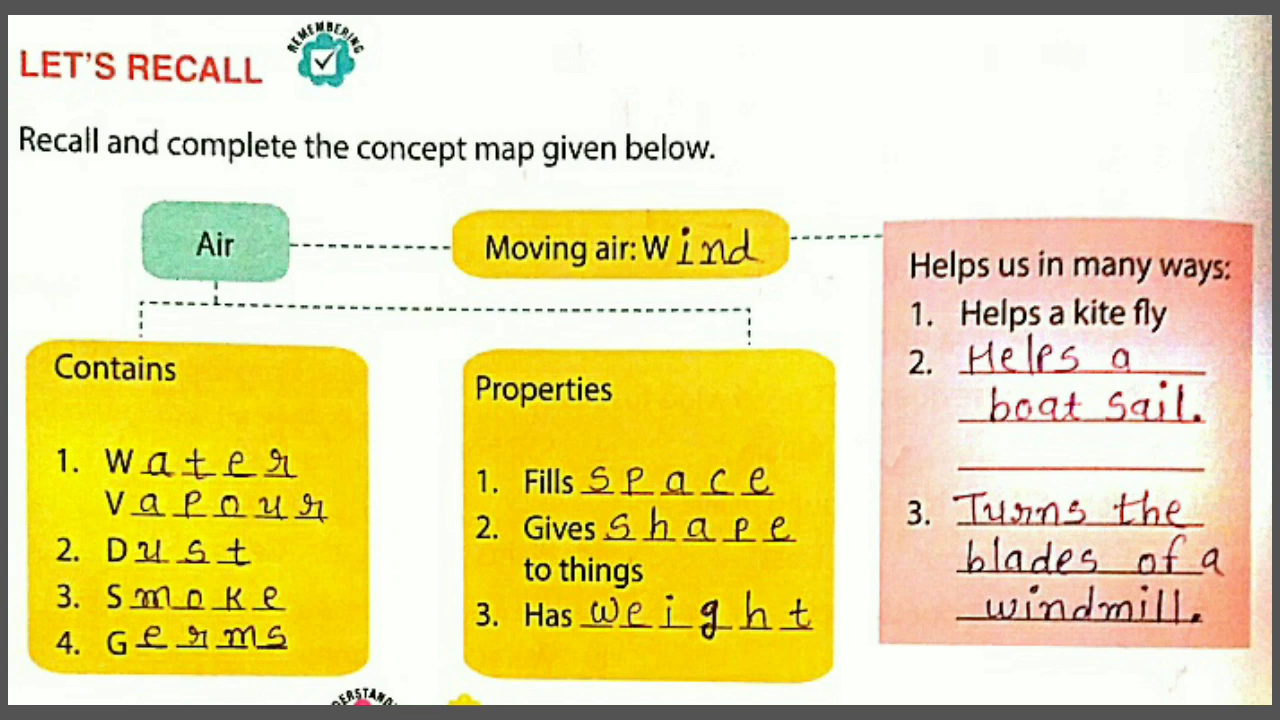 REMEMBERING
LET'S RECALL
Recall and complete the concept map given below.
Air
Moving air: Wind
Helps us in many ways:
1. Helps a kite fly
2. Helps a
boat sail.
3. Turns the
blades of a
windmill.
Contains
1. Water
Vapour
2. Dust
3. Smoke
4. Germs
Properties
1. Fills space
2. Gives shape
to things
3. Has weight